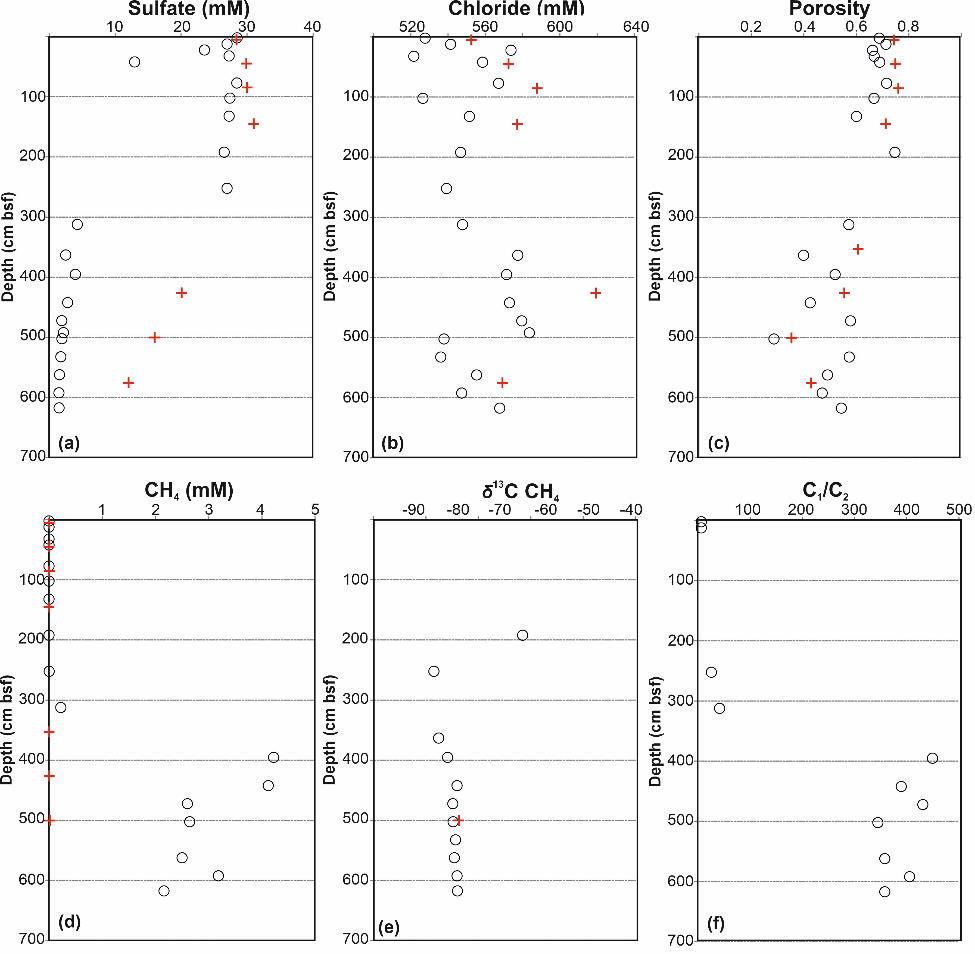 Sulfate (mM) Chloride (mM) Porosity
10 20 30 40 520 560 600 640 0.2 0.4 0.6 0.8
100 100 100
200 200 200
300 300 300
400 400 400
500 500 500
600 600 600
700 700 700
Depth (cm bsf) Depth (cm bsf) Depth (cm bsf)
(a) (b) (c)
CH₄ (mM) δ¹³C CH₄ C₁/C₂
1 2 3 4 5 -90 -80 -70 -60 -50 -40 100 200 300 400 500
100 100 100
200 200 200
300 300 300
400 400 400
500 500 500
600 600 600
700 700 700
Depth (cm bsf) Depth (cm bsf) Depth (cm bsf)
(d) (e) (f)